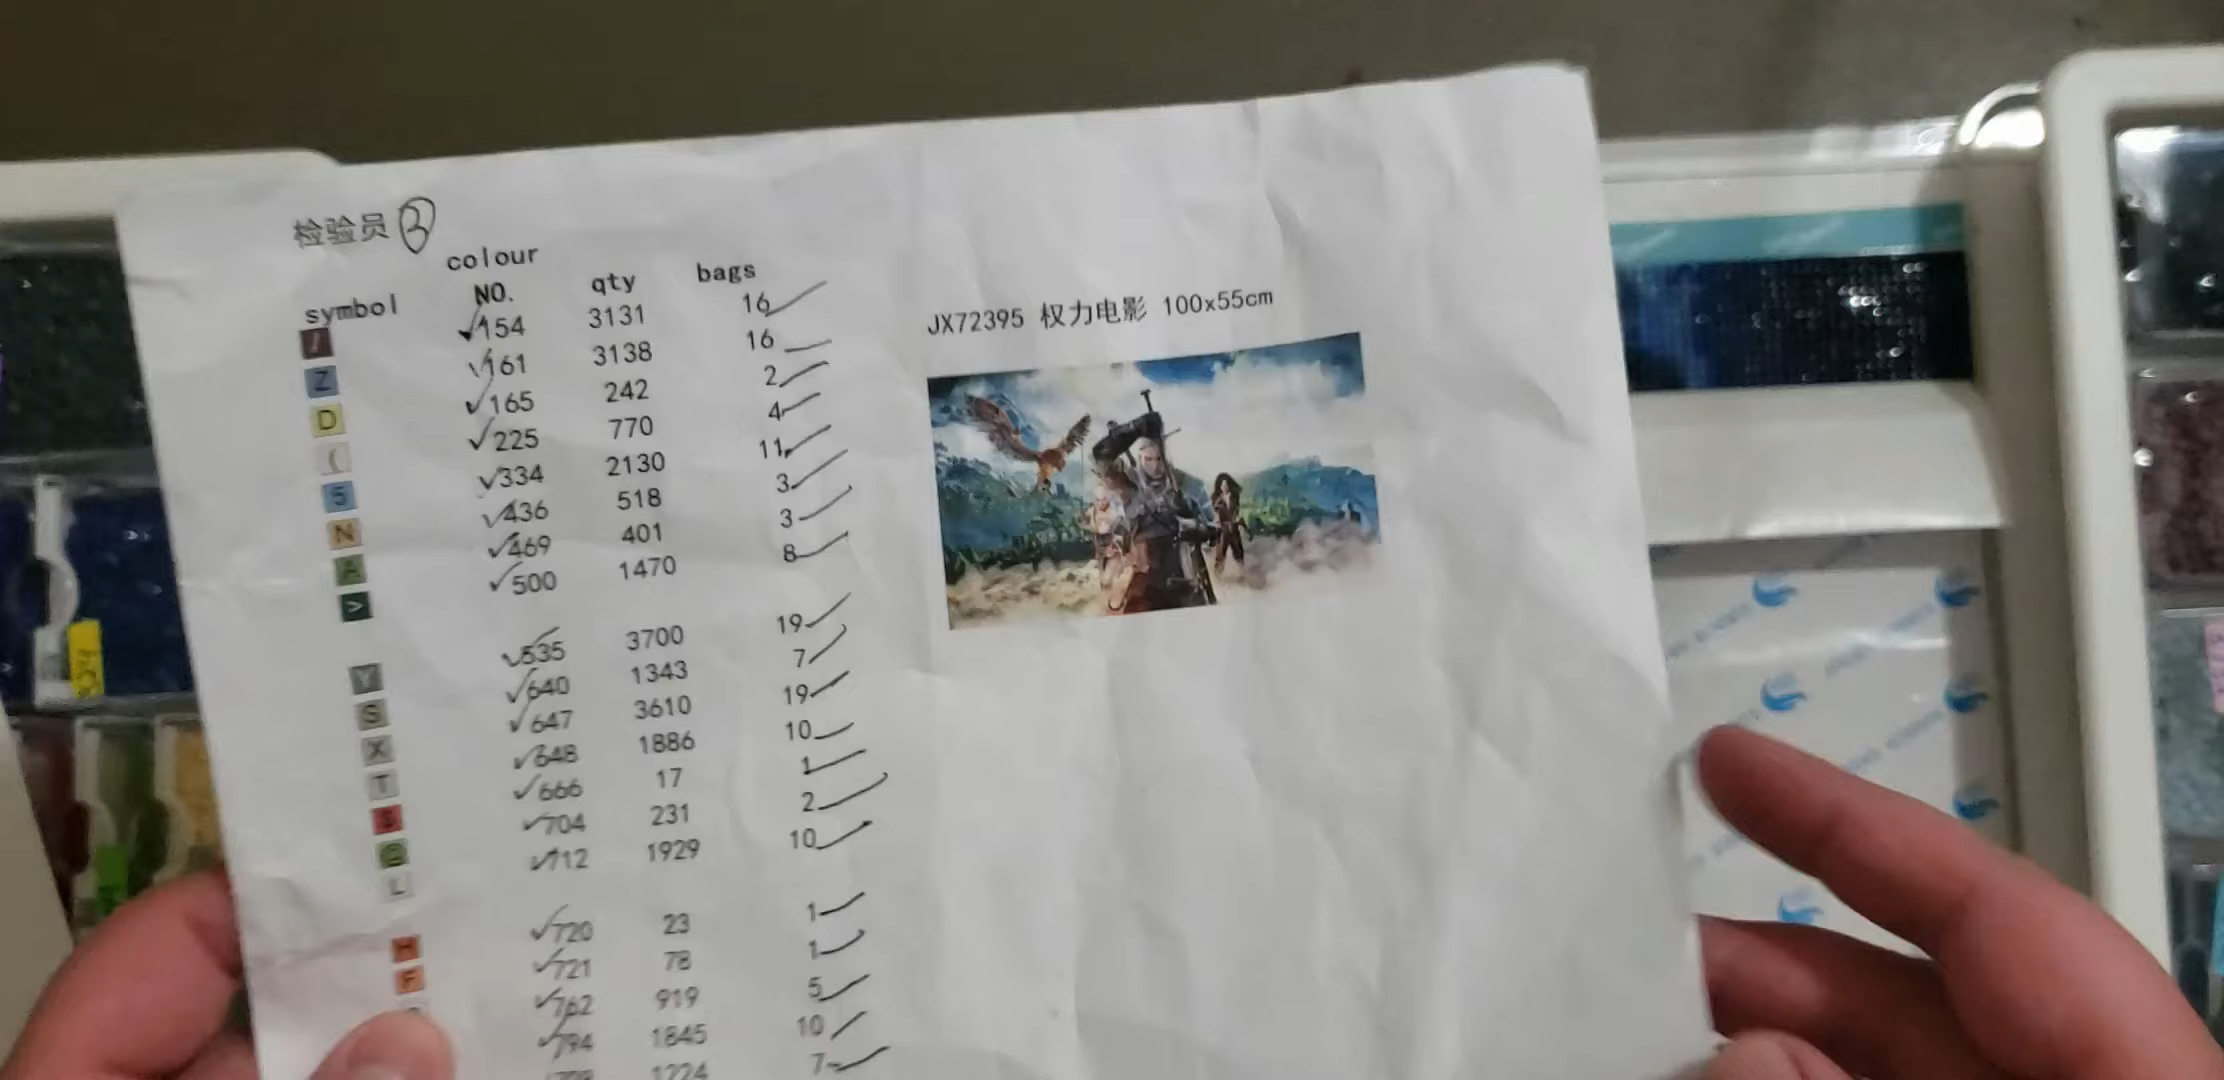 检验员 3
symbol colour NO. qty bags
/ 154 3131 16
Z 161 3138 16
D 165 242 2
( 225 770 4
5 334 2130 11
N 436 518 3
A 469 401 3
> 500 1470 8
Y 535 3700 19
S 640 1343 7
X 647 3610 19
T 648 1886 10
$ 666 17 1
@ 704 231 2
L 712 1929 10
H 720 23 1
F 721 78 1
762 919 5
794 1845 10
1224 7
JX72395 权力电影 100x55cm